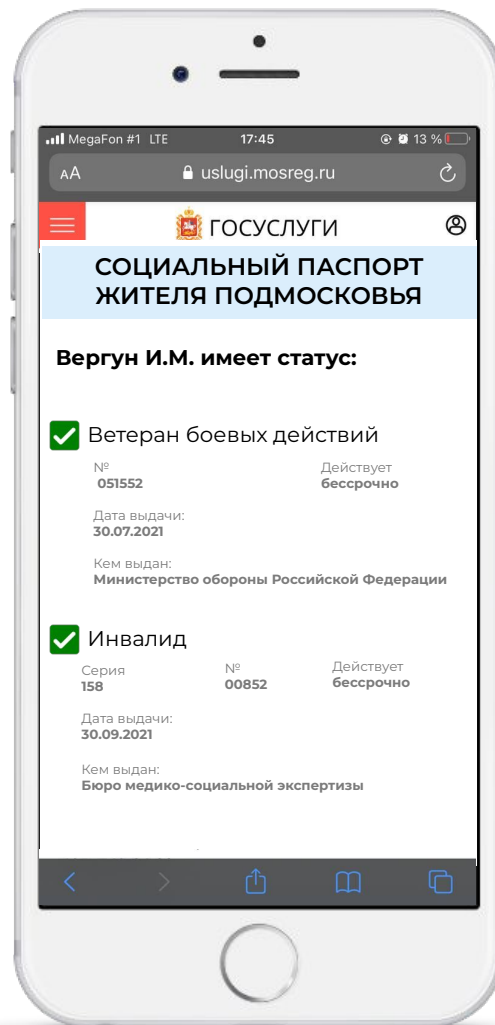 MegaFon #1 LTE 17:45 13 %
AA uslugi.mosreg.ru
ГОСУСЛУГИ
СОЦИАЛЬНЫЙ ПАСПОРТ
ЖИТЕЛЯ ПОДМОСКОВЬЯ
Вергун И.М. имеет статус:
Ветеран боевых действий
№ Действует
051552 бессрочно
Дата выдачи:
30.07.2021
Кем выдан:
Министерство обороны Российской Федерации
Инвалид
Серия № Действует
158 00852 бессрочно
Дата выдачи:
30.09.2021
Кем выдан:
Бюро медико-социальной экспертизы